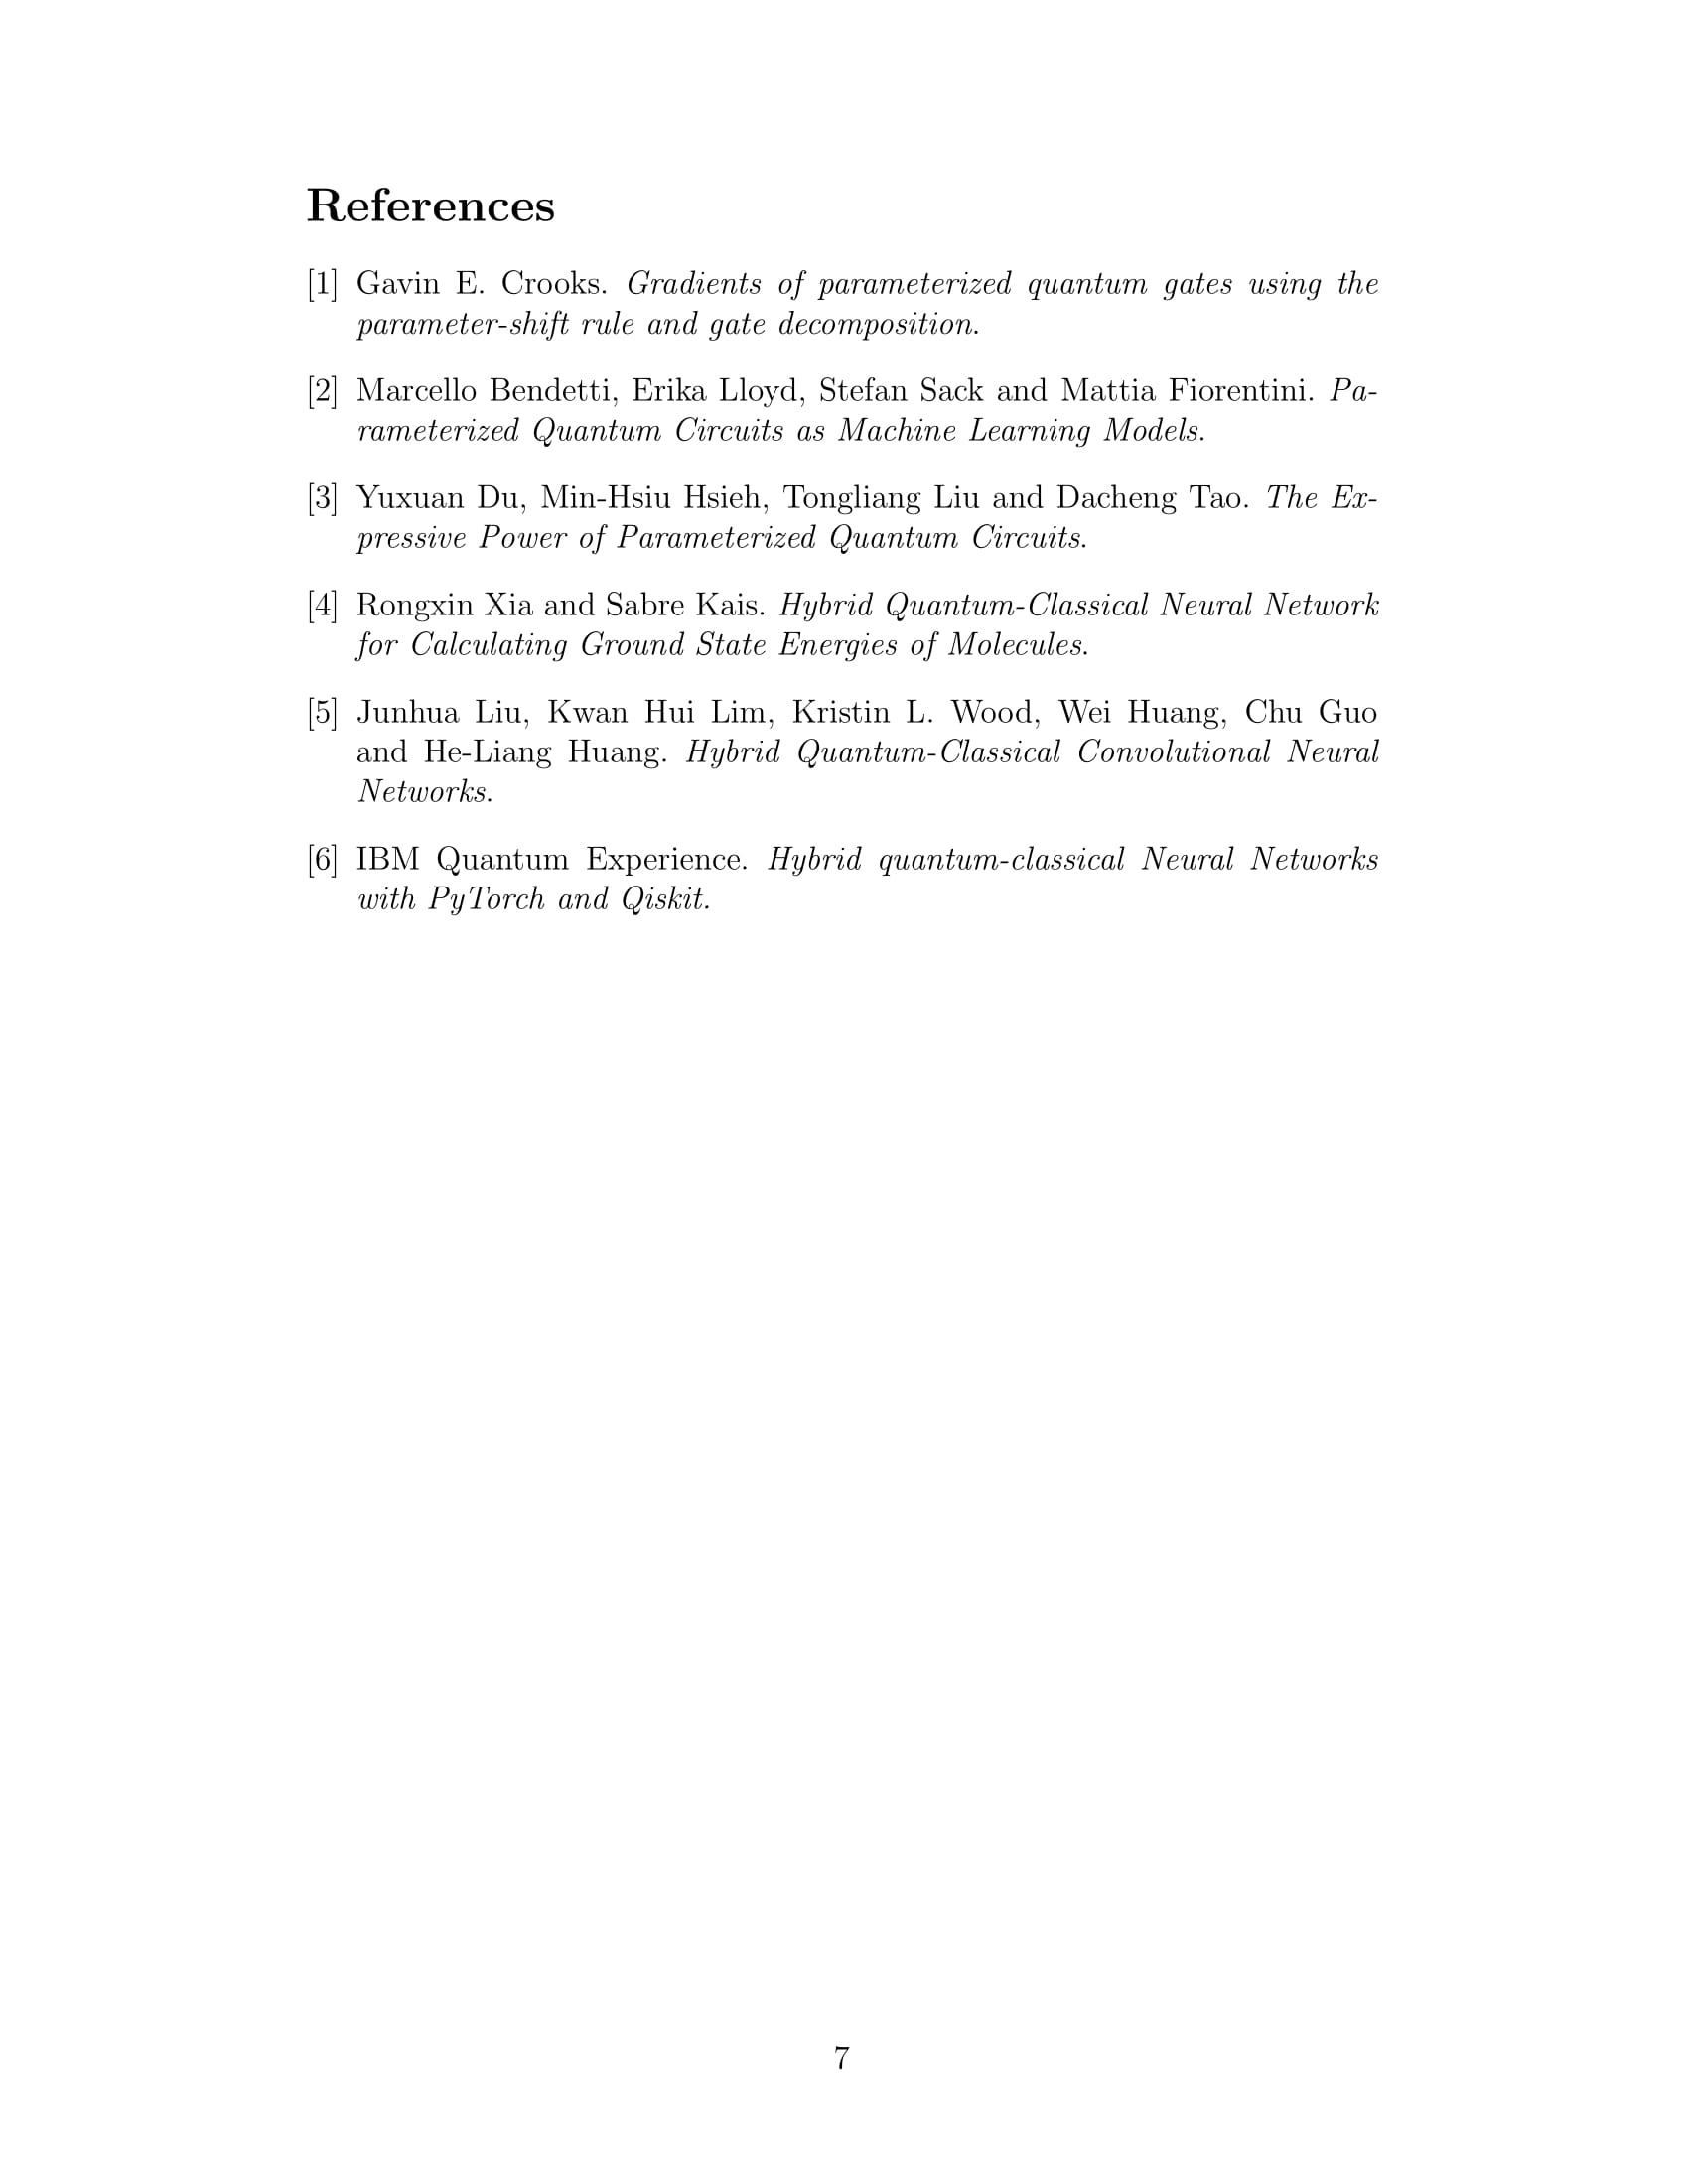 References
[1] Gavin E. Crooks. Gradients of parameterized quantum gates using the
parameter-shift rule and gate decomposition.
[2] Marcello Bendetti, Erika Lloyd, Stefan Sack and Mattia Fiorentini. Pa-
rameterized Quantum Circuits as Machine Learning Models.
[3] Yuxuan Du, Min-Hsiu Hsieh, Tongliang Liu and Dacheng Tao. The Ex-
pressive Power of Parameterized Quantum Circuits.
[4] Rongxin Xia and Sabre Kais. Hybrid Quantum-Classical Neural Network
for Calculating Ground State Energies of Molecules.
[5] Junhua Liu, Kwan Hui Lim, Kristin L. Wood, Wei Huang, Chu Guo
and He-Liang Huang. Hybrid Quantum-Classical Convolutional Neural
Networks.
[6] IBM Quantum Experience. Hybrid quantum-classical Neural Networks
with PyTorch and Qiskit.
7